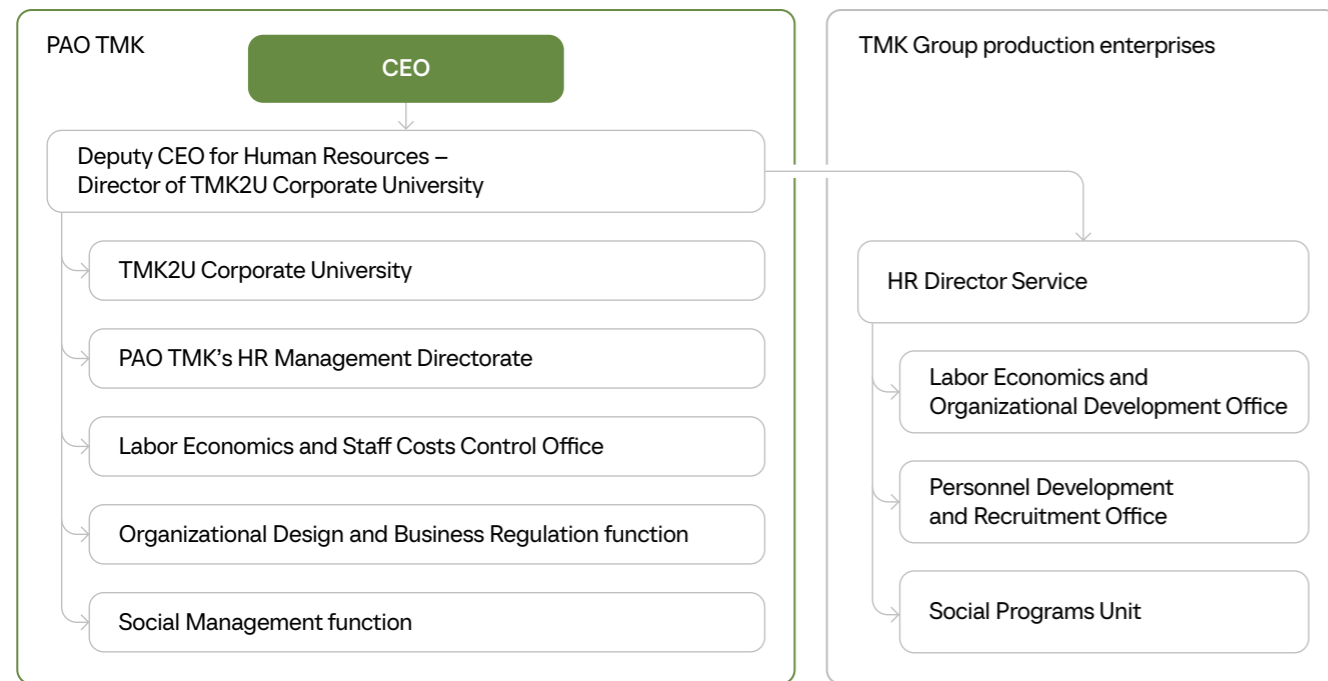 PAO TMK
CEO
Deputy CEO for Human Resources –
Director of TMK2U Corporate University
TMK2U Corporate University
PAO TMK’s HR Management Directorate
Labor Economics and Staff Costs Control Office
Organizational Design and Business Regulation function
Social Management function
TMK Group production enterprises
HR Director Service
Labor Economics and
Organizational Development Office
Personnel Development
and Recruitment Office
Social Programs Unit